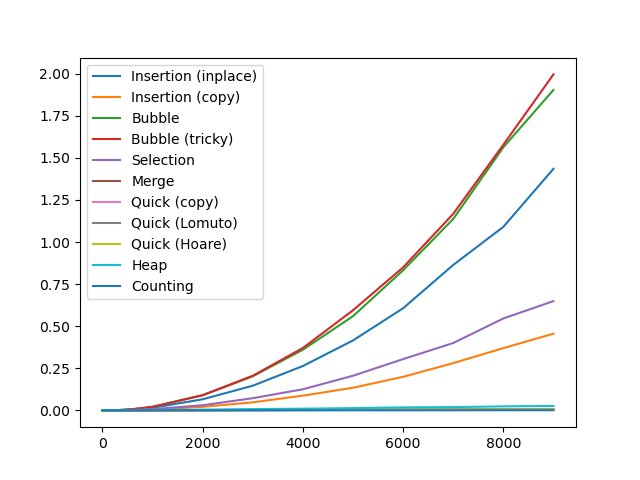 2.00
1.75
1.50
1.25
1.00
0.75
0.50
0.25
0.00
Insertion (inplace)
Insertion (copy)
Bubble
Bubble (tricky)
Selection
Merge
Quick (copy)
Quick (Lomuto)
Quick (Hoare)
Heap
Counting
0 2000 4000 6000 8000